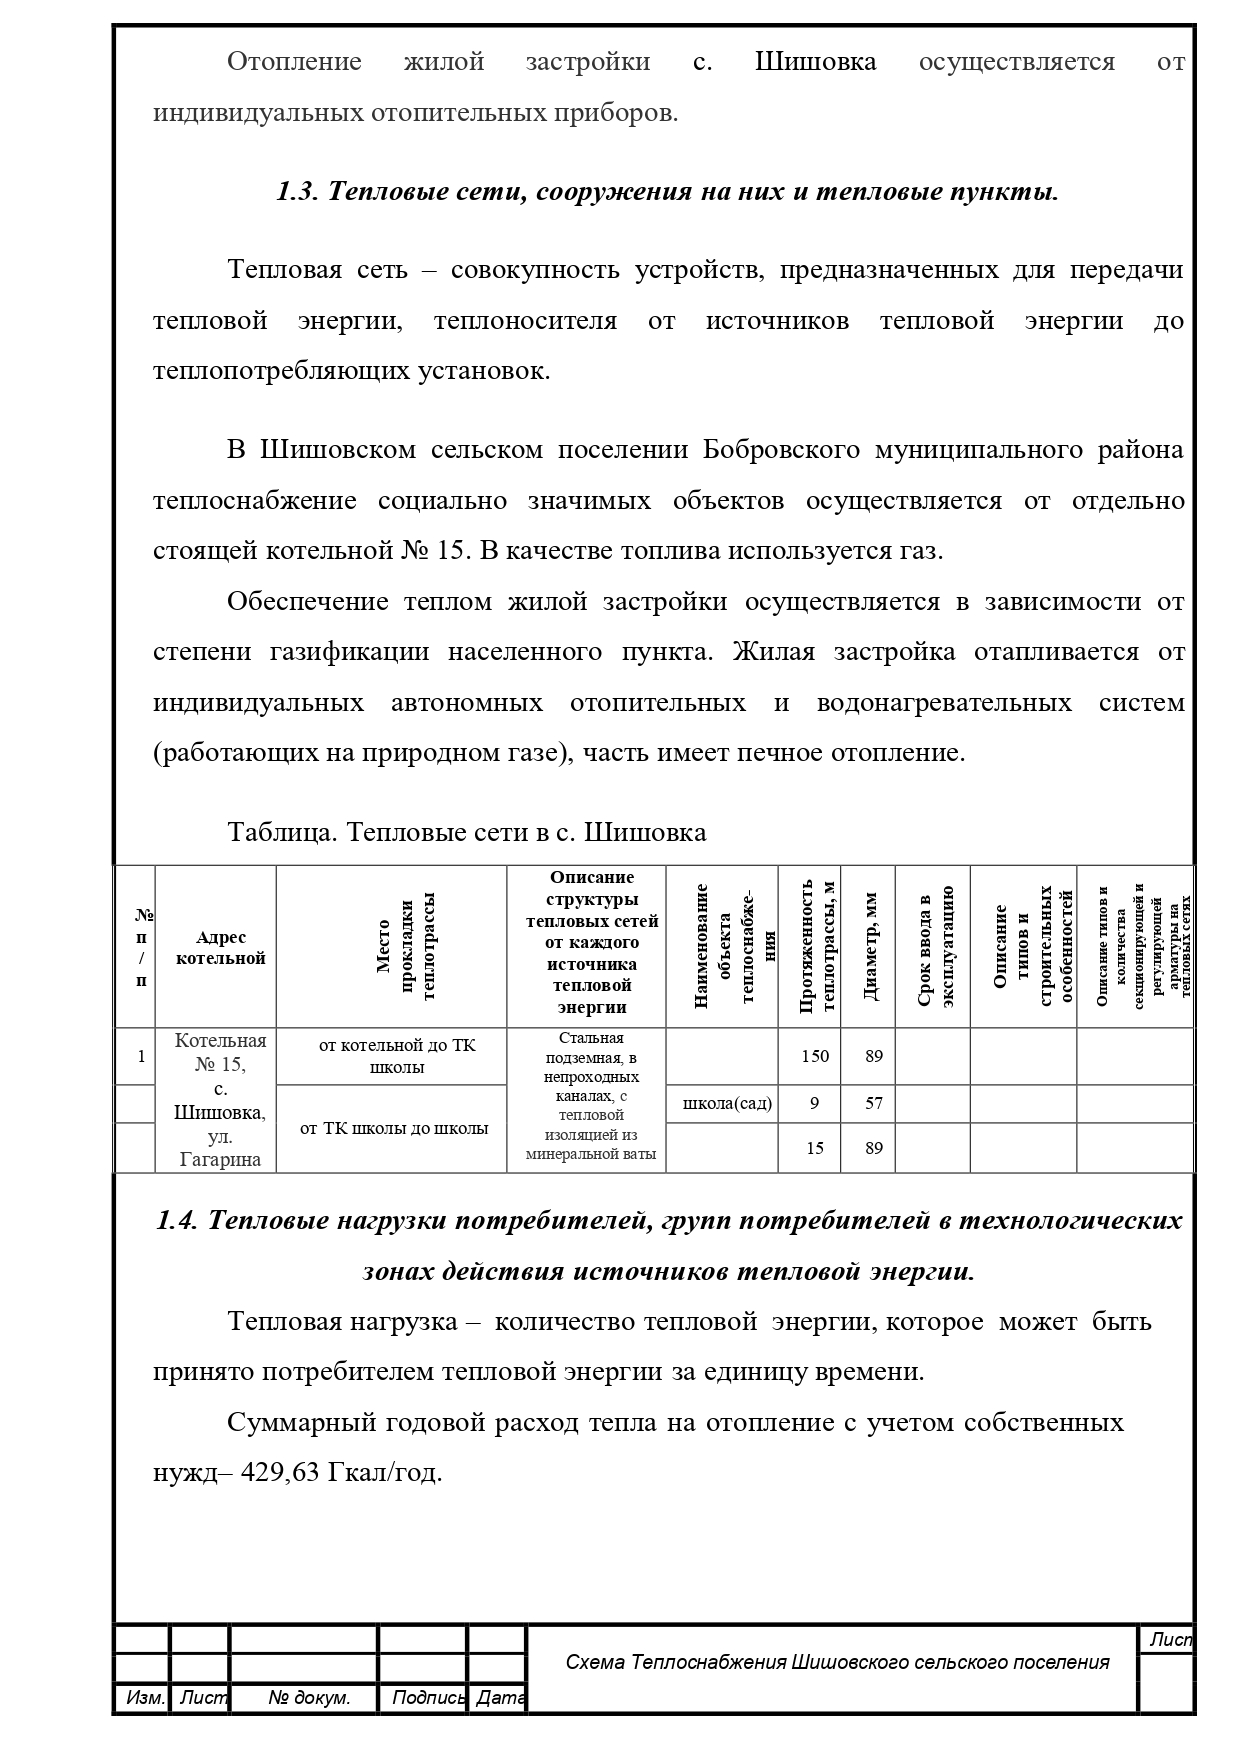 Отопление жилой застройки с. Шишовка осуществляется от
индивидуальных отопительных приборов.
1.3. Тепловые сети, сооружения на них и тепловые пункты.
Тепловая сеть – совокупность устройств, предназначенных для передачи
тепловой энергии, теплоносителя от источников тепловой энергии до
теплопотребляющих установок.
В Шишовском сельском поселении Бобровского муниципального района
теплоснабжение социально значимых объектов осуществляется от отдельно
стоящей котельной № 15. В качестве топлива используется газ.
Обеспечение теплом жилой застройки осуществляется в зависимости от
степени газификации населенного пункта. Жилая застройка отапливается от
индивидуальных автономных отопительных и водонагревательных систем
(работающих на природном газе), часть имеет печное отопление.
Таблица. Тепловые сети в с. Шишовка
№
п
/
п
Адрес
котельной
Место
прокладки
теплотрассы
Описание
структуры
тепловых сетей
от каждого
источника
тепловой
энергии
Наименование
объекта
теплоснабже-
ния
Протяженность
теплотрассы, м
Диаметр, мм
Срок ввода в
эксплуатацию
Описание
типов и
строительных
особенностей
Описание типов и
количества
секционирующей и
регулирующей
арматуры на
тепловых сетях
1
Котельная
№ 15,
с.
Шишовка,
ул.
Гагарина
от котельной до ТК
школы
Стальная
подземная, в
непроходных
каналах, с
тепловой
изоляцией из
минеральной ваты
150
89
от ТК школы до школы
школа(сад)
9
57
15
89
1.4. Тепловые нагрузки потребителей, групп потребителей в технологических
зонах действия источников тепловой энергии.
Тепловая нагрузка – количество тепловой энергии, которое может быть
принято потребителем тепловой энергии за единицу времени.
Суммарный годовой расход тепла на отопление с учетом собственных
нужд– 429,63 Гкал/год.
Схема Теплоснабжения Шишовского сельского поселения
Лист
Изм. Лист № докум. Подпись Дата